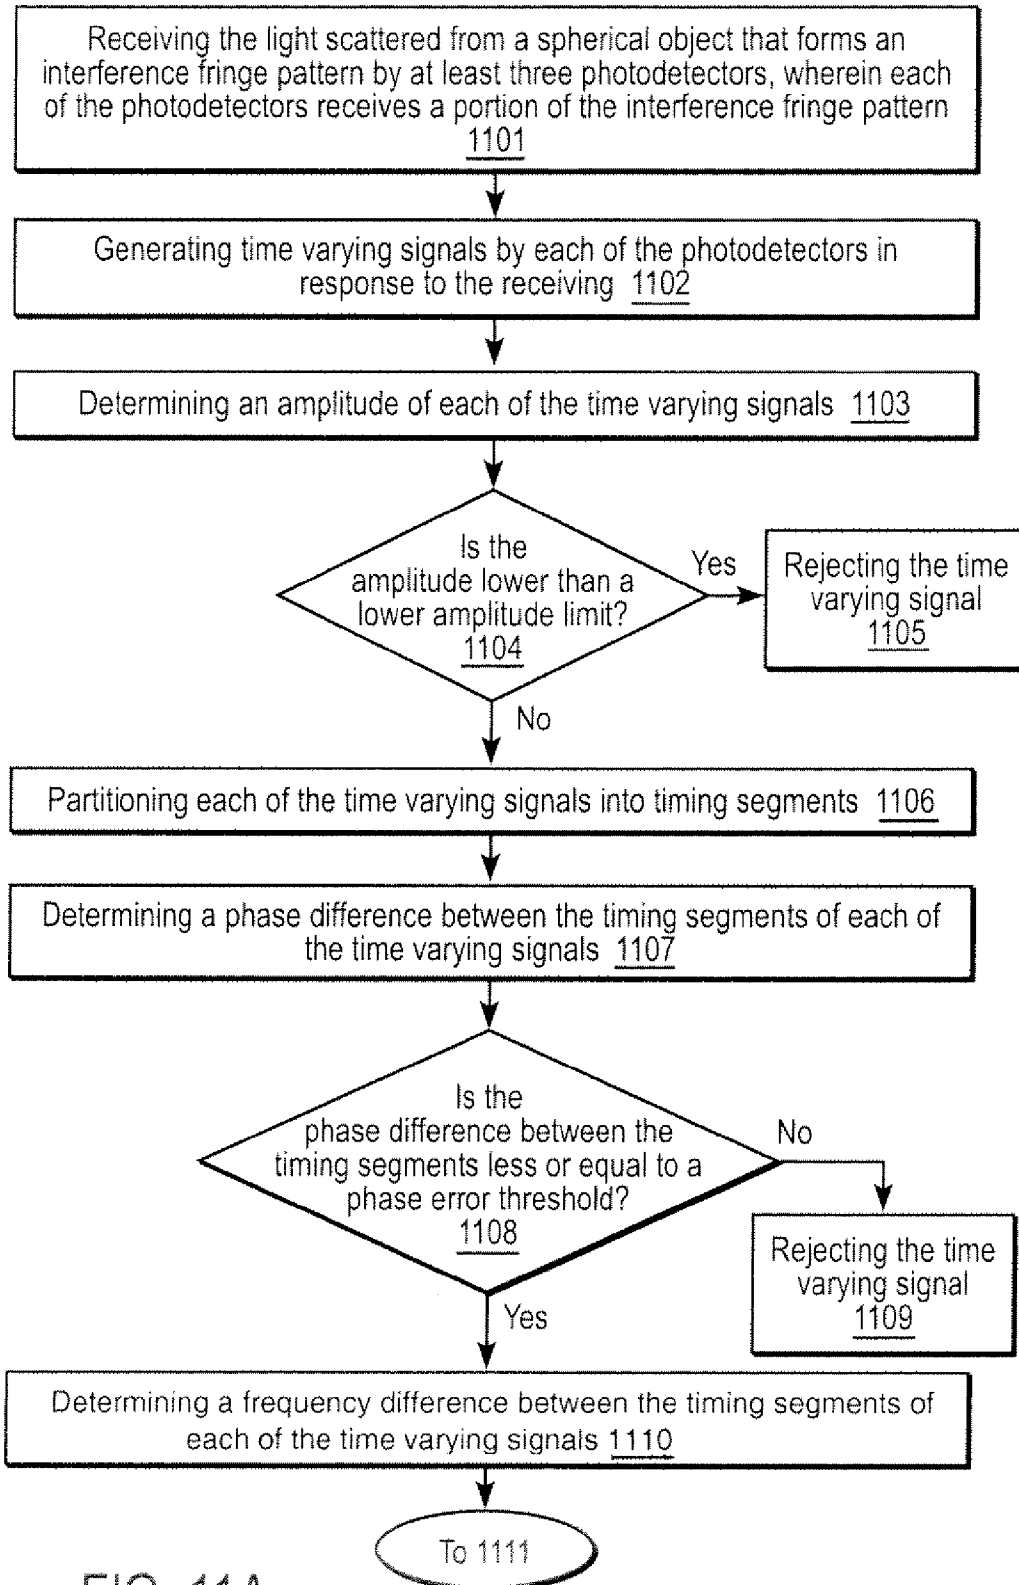 Receiving the light scattered from a spherical object that forms an
interference fringe pattern by at least three photodetectors, wherein each
of the photodetectors receives a portion of the interference fringe pattern
1101
Generating time varying signals by each of the photodetectors in
response to the receiving 1102
Determining an amplitude of each of the time varying signals 1103
Is the
amplitude lower than a
lower amplitude limit?
1104
Yes
Rejecting the time
varying signal
1105
No
Partitioning each of the time varying signals into timing segments 1106
Determining a phase difference between the timing segments of each of
the time varying signals 1107
Is the
phase difference between the
timing segments less or equal to a
phase error threshold?
1108
No
Rejecting the time
varying signal
1109
Yes
Determining a frequency difference between the timing segments of
each of the time varying signals 1110
To 1111
FIG. 11A